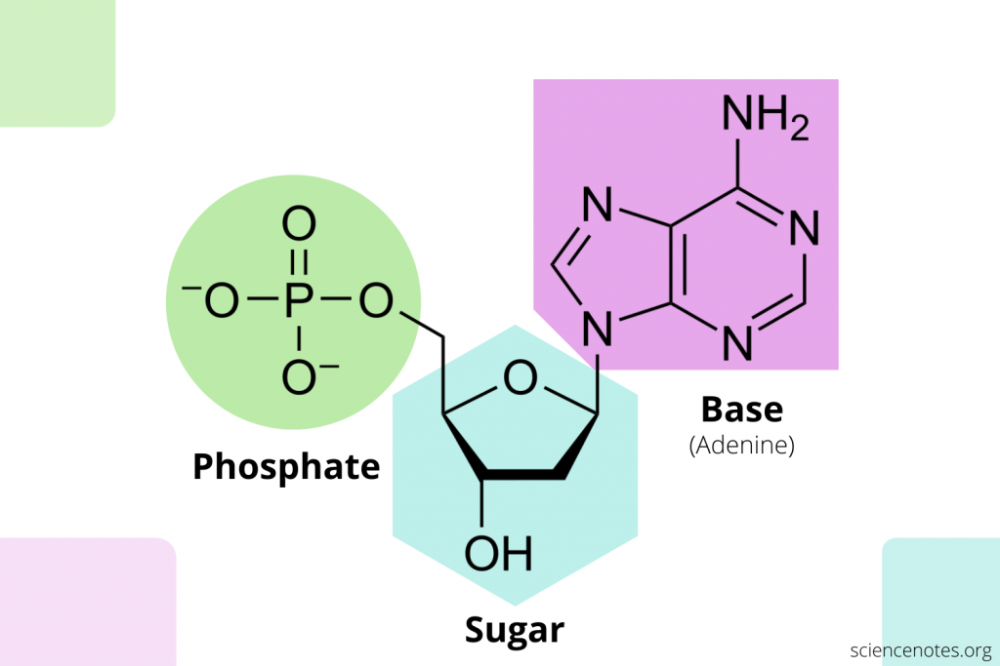 NH2
N
N
O
⁻O
P
O
N
N
O⁻
O
Base
(Adenine)
Phosphate
OH
Sugar
sciencenotes.org